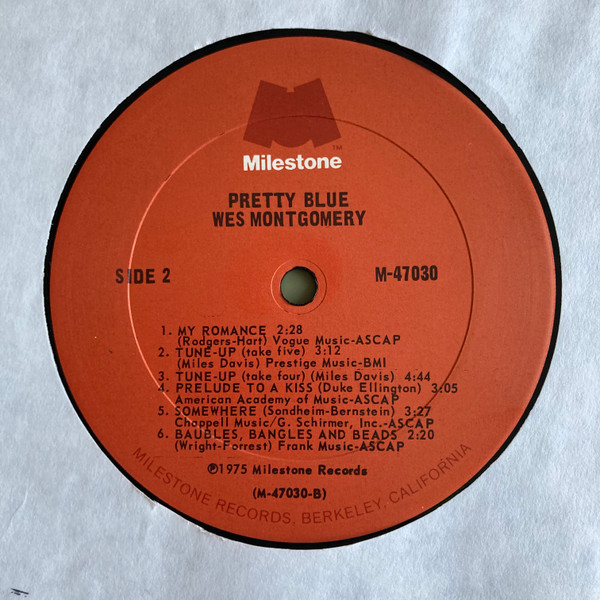 TM
Milestone
PRETTY BLUE
WES MONTGOMERY
SIDE 2
M-47030
1. MY ROMANCE 2:28
(Rodgers-Hart) Vogue Music-ASCAP
2. TUNE-UP (take five) 3:12
(Miles Davis) Prestige Music-BMI
3. TUNE-UP (take four) (Miles Davis) 4:44
4. PRELUDE TO A KISS (Duke Ellington) 3:05
American Academy of Music-ASCAP
5. SOMEWHERE (Sondheim-Bernstein) 3:27
Chappell Music/G. Schirmer, Inc.-ASCAP
6. BAUBLES, BANGLES AND BEADS 2:20
(Wright-Forrest) Frank Music-ASCAP
℗1975 Milestone Records
(M-47030-B)
MILESTONE RECORDS, BERKELEY, CALIFORNIA